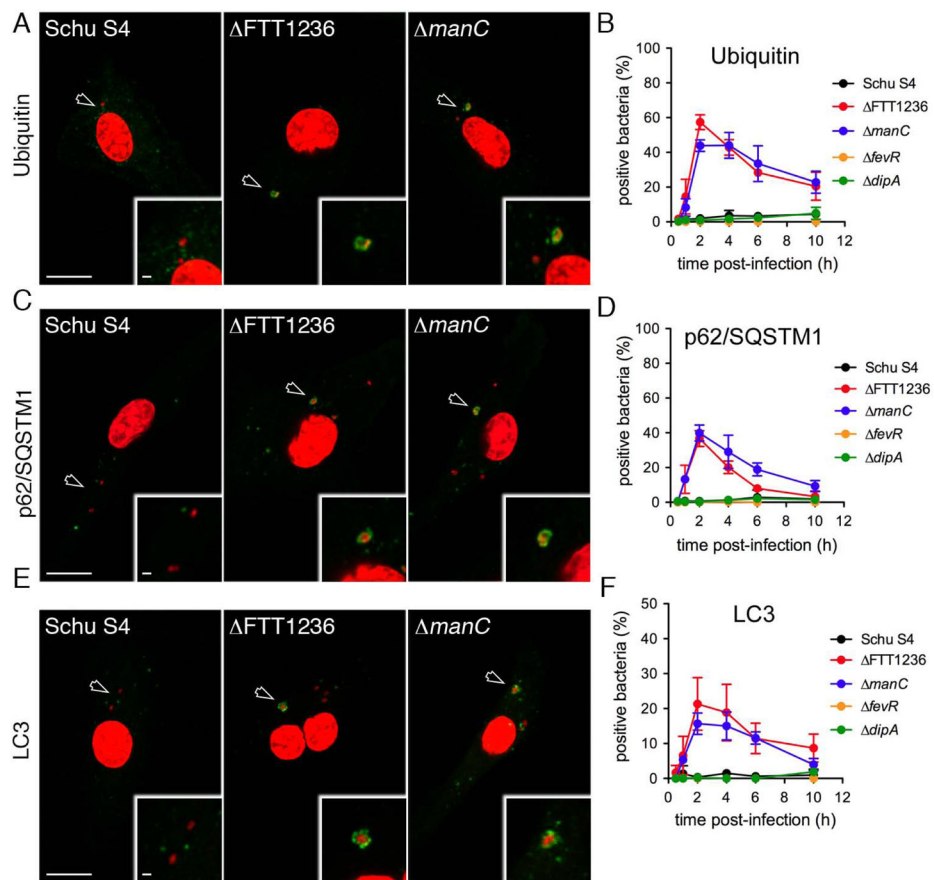 A
Schu S4
ΔFTT1236
ΔmanC
Ubiquitin
B
Ubiquitin
positive bacteria (%)
100
80
60
40
20
0
0 2 4 6 8 10 12
time post-infection (h)
Schu S4
ΔFTT1236
ΔmanC
ΔfevR
ΔdipA
C
Schu S4
ΔFTT1236
ΔmanC
p62/SQSTM1
D
p62/SQSTM1
positive bacteria (%)
100
80
60
40
20
0
0 2 4 6 8 10 12
time post-infection (h)
Schu S4
ΔFTT1236
ΔmanC
ΔfevR
ΔdipA
E
Schu S4
ΔFTT1236
ΔmanC
LC3
F
LC3
positive bacteria (%)
50
40
30
20
10
0
0 2 4 6 8 10 12
time post-infection (h)
Schu S4
ΔFTT1236
ΔmanC
ΔfevR
ΔdipA